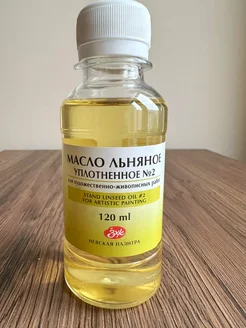 МАСЛО ЛЬНЯНОЕ
УПЛОТНЕННОЕ №2
для художественно-живописных работ
STAND LINSEED OIL #2
FOR ARTISTIC PAINTING
120 ml
НЕВСКАЯ ПАЛИТРА